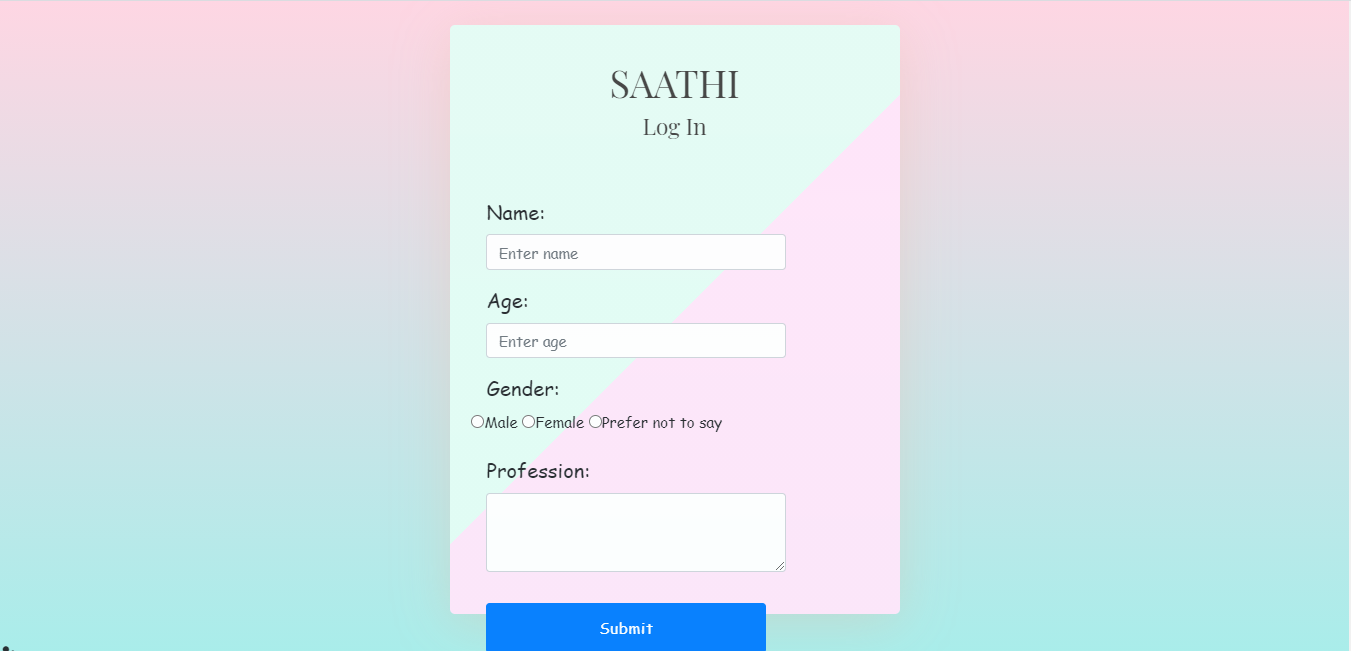 SAATHI
Log In
Name:
Enter name
Age:
Enter age
Gender:
Male Female Prefer not to say
Profession:
Submit